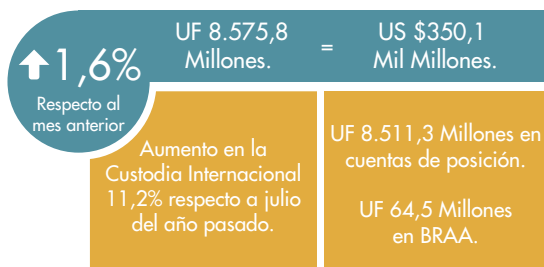 1,6%
Respecto al
mes anterior
UF 8.575,8
Millones.
=
US $350,1
Mil Millones.
Aumento en la
Custodia Internacional
11,2% respecto a julio
del año pasado.
UF 8.511,3 Millones en
cuentas de posición.
UF 64,5 Millones
en BRAA.